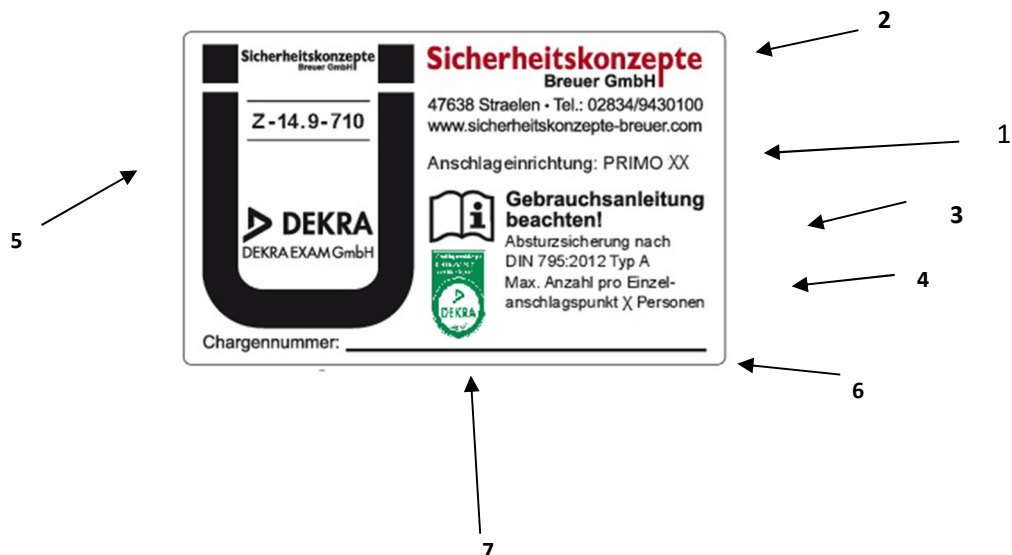 2
Sicherheitskonzepte
Breuer GmbH
Sicherheitskonzepte
Breuer GmbH
47638 Straelen • Tel.: 02834/9430100
www.sicherheitskonzepte-breuer.com
Z-14.9-710
1
Anschlageinrichtung: PRIMO XX
Gebrauchsanleitung
beachten!
3
5
DEKRA
DEKRA EXAM GmbH
Absturzsicherung nach
DIN 795:2012 Typ A
Max. Anzahl pro Einzel-
anschlagspunkt X Personen
4
DEKRA
Chargennummer:
6
7